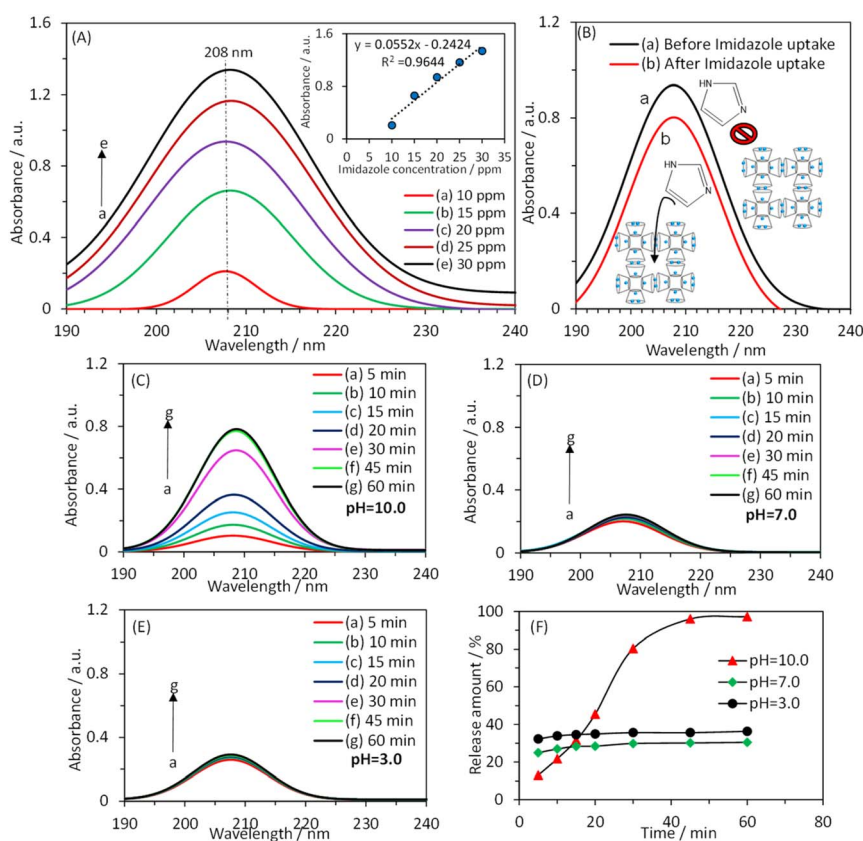 (A)
208 nm
y = 0.0552x - 0.2424
R² =0.9644
Absorbance / a.u.
1.6
1.2
0.8
0.4
0
0 5 10 15 20 25 30 35
Imidazole concentration / ppm
e
a
(a) 10 ppm
(b) 15 ppm
(c) 20 ppm
(d) 25 ppm
(e) 30 ppm
Absorbance / a.u.
1.6
1.2
0.8
0.4
0
190 200 210 220 230 240
Wavelength / nm
(B)
(a) Before Imidazole uptake
(b) After Imidazole uptake
a
b
HN
N
HN
N
Absorbance / a.u.
1.2
0.8
0.4
0
190 200 210 220 230 240
Wavelength / nm
(C)
(a) 5 min
(b) 10 min
(c) 15 min
(d) 20 min
(e) 30 min
(f) 45 min
(g) 60 min
pH=10.0
g
a
Absorbance / a.u.
1.2
0.8
0.4
0
190 200 210 220 230 240
Wavelength / nm
(D)
(a) 5 min
(b) 10 min
(c) 15 min
(d) 20 min
(e) 30 min
(f) 45 min
(g) 60 min
pH=7.0
g
a
Absorbance / a.u.
1.2
0.8
0.4
0
190 200 210 220 230 240
Wavelength / nm
(E)
(a) 5 min
(b) 10 min
(c) 15 min
(d) 20 min
(e) 30 min
(f) 45 min
(g) 60 min
pH=3.0
g
a
Absorbance / a.u.
1.2
0.8
0.4
0
190 200 210 220 230 240
Wavelength / nm
(F)
pH=10.0
pH=7.0
pH=3.0
Release amount / %
100
80
60
40
20
0
0 20 40 60 80
Time / min